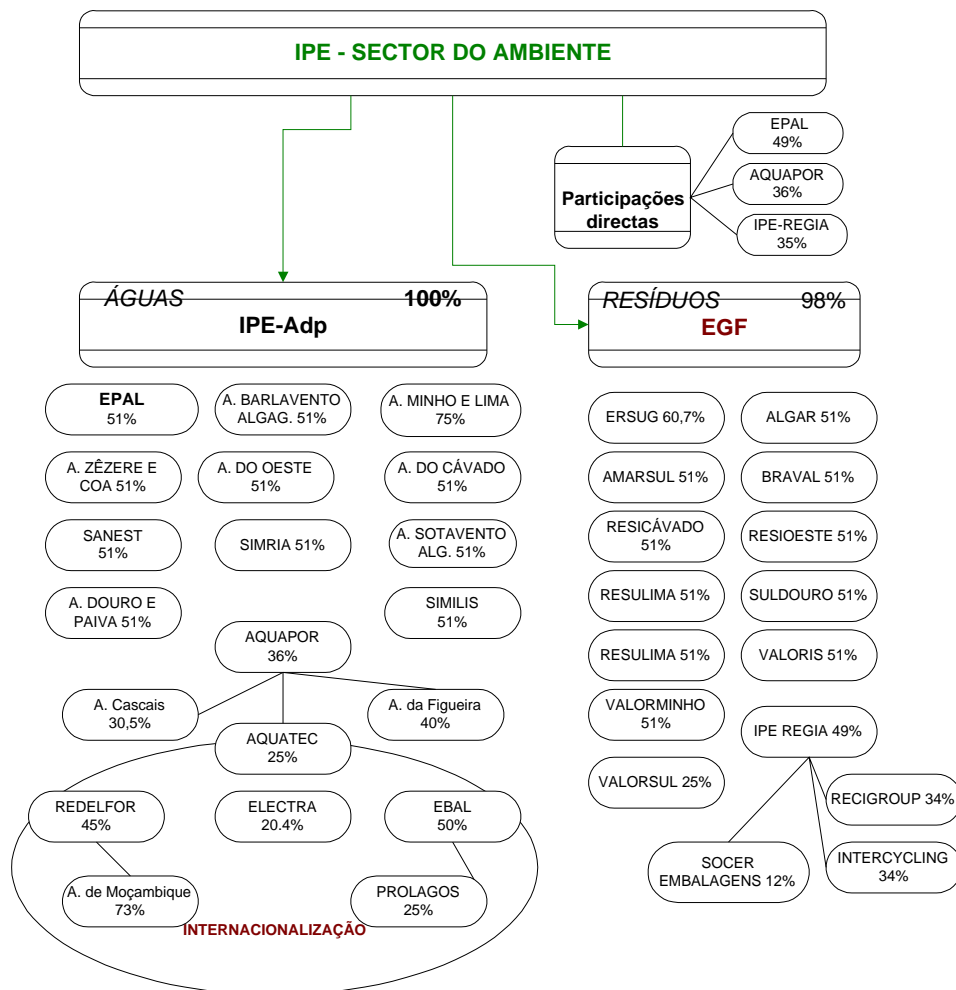 IPE - SECTOR DO AMBIENTE
EPAL
49%
AQUAPOR
36%
IPE-REGIA
35%
Participações
directas
ÁGUAS 100%
IPE-Adp
RESÍDUOS 98%
EGF
EPAL
51%
A. BARLAVENTO
ALGAG. 51%
A. MINHO E LIMA
75%
A. ZÊZERE E
COA 51%
A. DO OESTE
51%
A. DO CÁVADO
51%
SANEST
51%
SIMRIA 51%
A. SOTAVENTO
ALG. 51%
A. DOURO E
PAIVA 51%
SIMILIS
51%
AQUAPOR
36%
A. Cascais
30,5%
A. da Figueira
40%
AQUATEC
25%
REDELFOR
45%
ELECTRA
20.4%
EBAL
50%
A. de Moçambique
73%
PROLAGOS
25%
INTERNACIONALIZAÇÃO
ERSUG 60,7%
ALGAR 51%
AMARSUL 51%
BRAVAL 51%
RESICÁVADO
51%
RESIOESTE 51%
RESULIMA 51%
SULDOURO 51%
RESULIMA 51%
VALORIS 51%
VALORMINHO
51%
IPE REGIA 49%
VALORSUL 25%
RECIGROUP 34%
SOCER
EMBALAGENS 12%
INTERCYCLING
34%